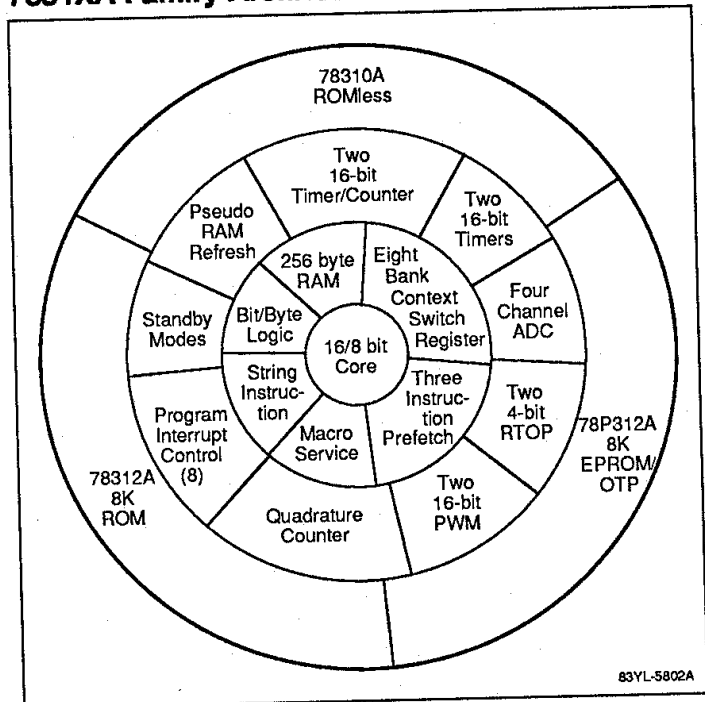 78310A
ROMless
Two
16-bit
Timer/Counter
Two
16-bit
Timers
Pseudo
RAM
Refresh
256 byte
RAM
Eight
Bank
Context
Switch
Register
Four
Channel
ADC
Standby
Modes
Bit/Byte
Logic
16/8 bit
Core
String
Instruc-
tion
Three
Instruc-
tion
Prefetch
Two
4-bit
RTOP
78P312A
8K
EPROM/
OTP
Program
Interrupt
Control
(8)
Macro
Service
78312A
8K
ROM
Quadrature
Counter
Two
16-bit
PWM
83YL-5802A